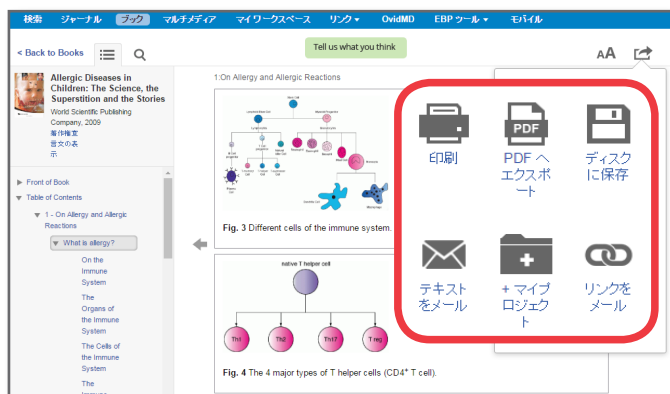 検索 ジャーナル ブック マルチメディア マイワークスペース リンク ▾ OvidMD EBP ツール ▾ モバイル
< Back to Books
Tell us what you think
AA
Allergic Diseases in
Children: The Science, the
Superstition and the Stories
World Scientific Publishing
Company, 2009
著作権宣
言文の表
示
▶ Front of Book
▼ Table of Contents
▼ 1 - On Allergy and Allergic
Reactions
▼ What is allergy?
On the
Immune
System
The
Organs of
the Immune
System
The Cells of
the Immune
System
The
1:On Allergy and Allergic Reactions
Fig. 3 Different cells of the immune system.
native T helper cell
Th1 Th2 Th17 T reg
Fig. 4 The 4 major types of T helper cells (CD4⁺ T cell).
印刷
PDF
PDF へ
エクスポ
ート
ディスク
に保存
テキスト
をメール
+ マイプ
ロジェク
ト
リンクを
メール